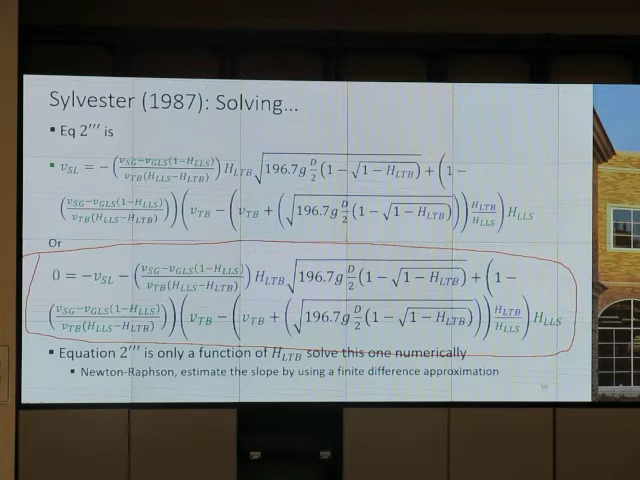 Sylvester (1987): Solving...
▪ Eq 2''' is
▪ v_SL = −((v_SG−v_GLS(1−H_LLS))/(v_TB(H_LLS−H_LTB))) H_LTB √(196.7g D/2 (1 − √(1 − H_LTB))) + (1 −
((v_SG−v_GLS(1−H_LLS))/(v_TB(H_LLS−H_LTB)))) (v_TB − (v_TB + (√(196.7g D/2 (1 − √(1 − H_LTB))))) H_LTB/H_LLS) H_LLS
Or
0 = −v_SL − ((v_SG−v_GLS(1−H_LLS))/(v_TB(H_LLS−H_LTB))) H_LTB √(196.7g D/2 (1 − √(1 − H_LTB))) + (1 −
((v_SG−v_GLS(1−H_LLS))/(v_TB(H_LLS−H_LTB)))) (v_TB − (v_TB + (√(196.7g D/2 (1 − √(1 − H_LTB))))) H_LTB/H_LLS) H_LLS
▪ Equation 2''' is only a function of H_LTB solve this one numerically
▪ Newton-Raphson, estimate the slope by using a finite difference approximation